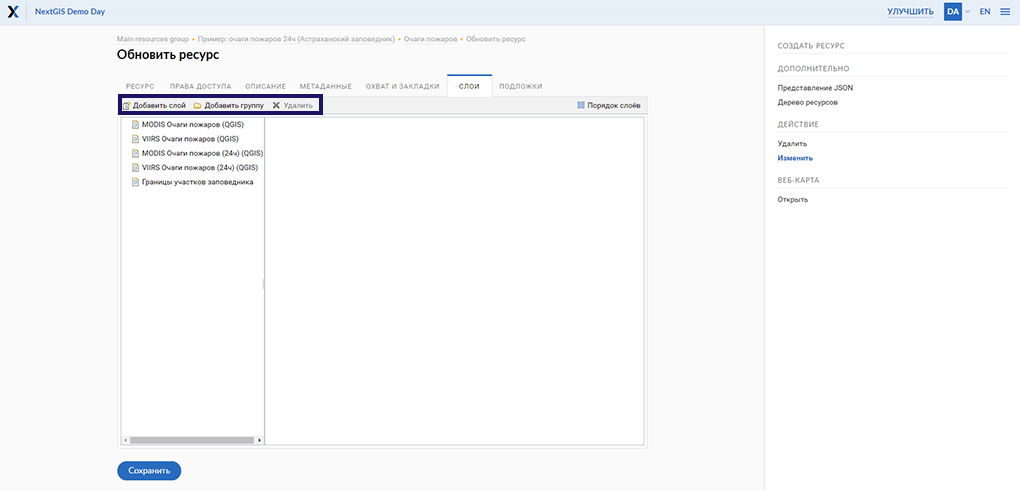 NextGIS Demo Day
УЛУЧШИТЬ
DA
EN
Main resources group • Пример: очаги пожаров 24ч (Астраханский заповедник) • Очаги пожаров • Обновить ресурс
Обновить ресурс
РЕСУРС ПРАВА ДОСТУПА ОПИСАНИЕ МЕТАДАННЫЕ ОХВАТ И ЗАКЛАДКИ СЛОИ ПОДЛОЖКИ
Добавить слой Добавить группу Удалить Порядок слоёв
MODIS Очаги пожаров (QGIS)
VIIRS Очаги пожаров (QGIS)
MODIS Очаги пожаров (24ч) (QGIS)
VIIRS Очаги пожаров (24ч) (QGIS)
Границы участков заповедника
Сохранить
СОЗДАТЬ РЕСУРС
ДОПОЛНИТЕЛЬНО
Представление JSON
Дерево ресурсов
ДЕЙСТВИЕ
Удалить
Изменить
ВЕБ-КАРТА
Открыть